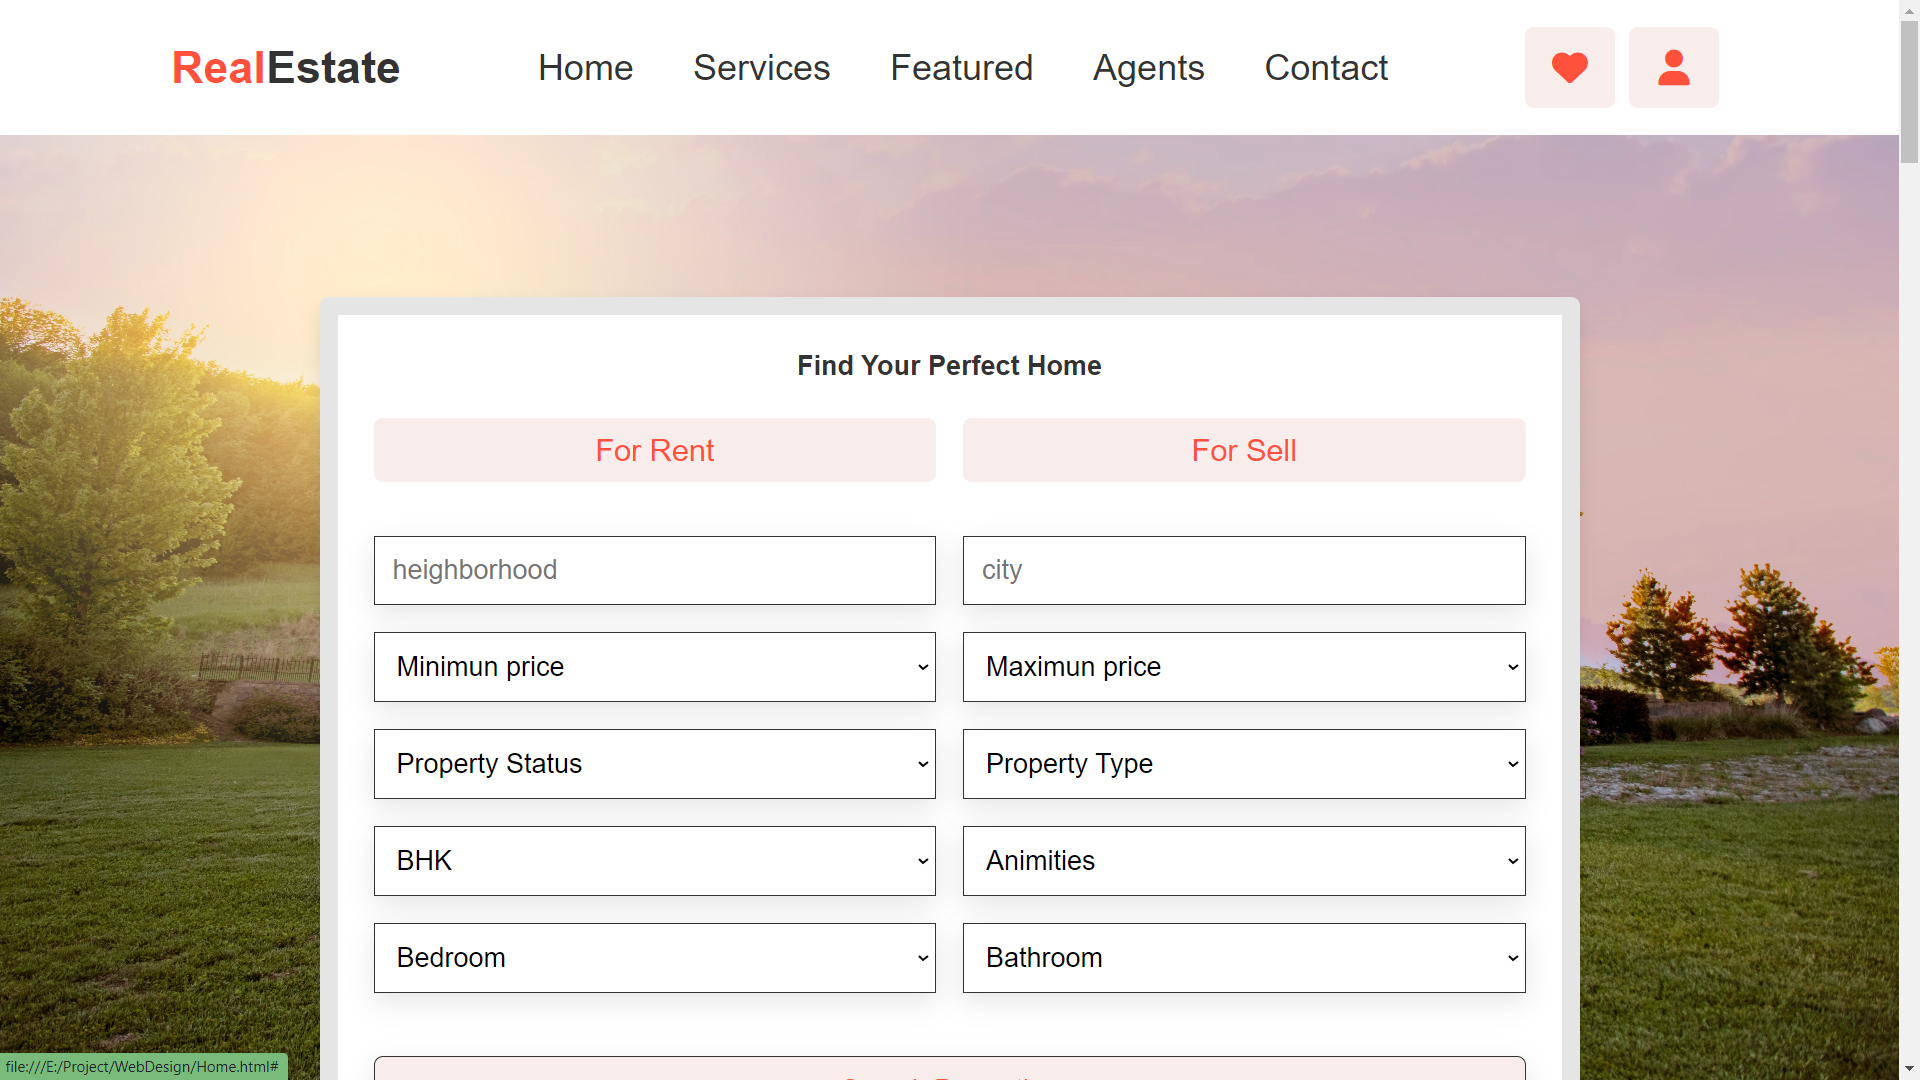 RealEstate Home Services Featured Agents Contact
Find Your Perfect Home
For Rent For Sell
heighborhood city
Minimun price Maximun price
Property Status Property Type
BHK Animities
Bedroom Bathroom
file:///E:/Project/WebDesign/Home.html#